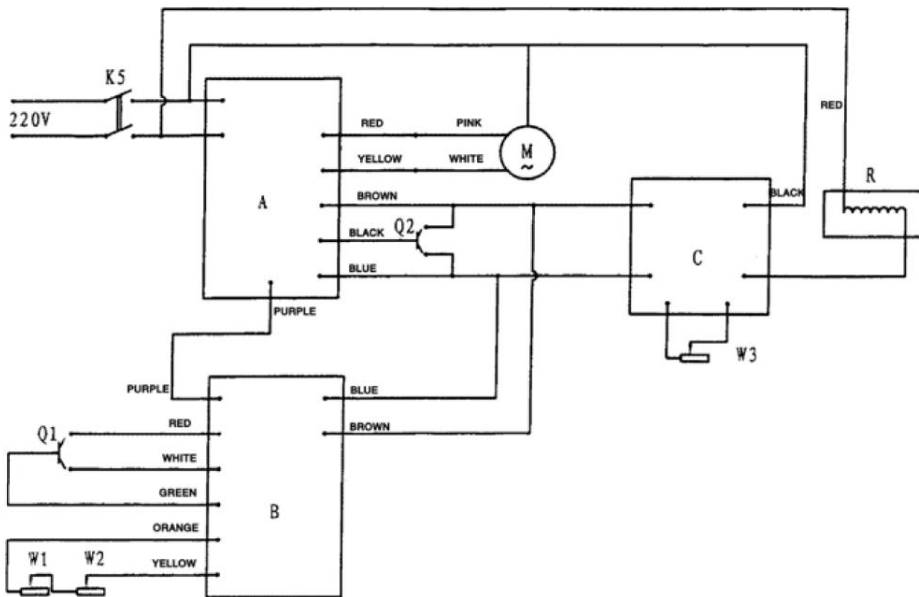 K5
220V
RED
RED
PINK
M
~
YELLOW
WHITE
R
BLACK
BROWN
A
Q2
BLACK
C
BLUE
PURPLE
W3
PURPLE
BLUE
RED
BROWN
Q1
WHITE
GREEN
B
ORANGE
W1
W2
YELLOW